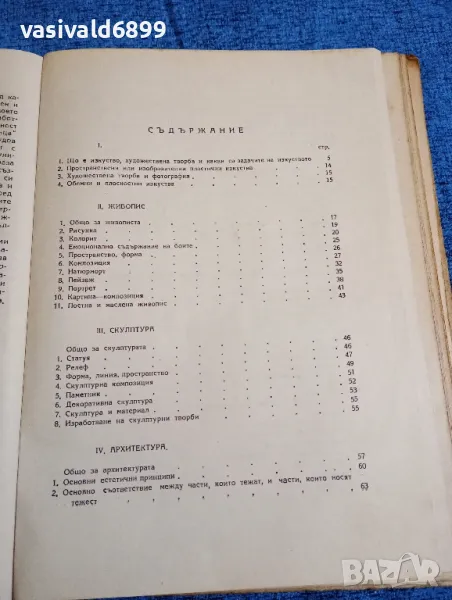 vasivald6899
СЪДЪРЖАНИЕ
I.
стр.
1. Що е изкуство, художествена творба и какви са задачите на изкуството 5
2. Пространствени или изобразителни пластични изкуства 14
3. Художествена творба и фотография 15
4. Обемни и плоскостни изкуства 15
II. ЖИВОПИС
1. Общо за живописта 17
2. Рисунка 19
3. Колорит 20
4. Емоционално съдържание на боите 25
5. Пространство, форма 26
6. Композиция 27
7. Натюрморт 32
8. Пейзаж 35
9. Портрет 38
10. Картина—композиция 41
11. Постна и маслена живопис 43
III. СКУЛПТУРА
Общо за скулптурата 46
1. Статуя 46
2. Релеф 47
3. Форма, линия, пространство 49
4. Скулптурна композиция 51
5. Паметник 52
6. Декоративна скулптура 53
7. Скулптура и материал 55
8. Изработване на скулптурни творби 55
IV. АРХИТЕКТУРА.
Общо за архитектурата 57
1. Основни естетични принципи 60
2. Основно съответствие между части, които тежат, и части, които носят
тежест 63
BAZAR